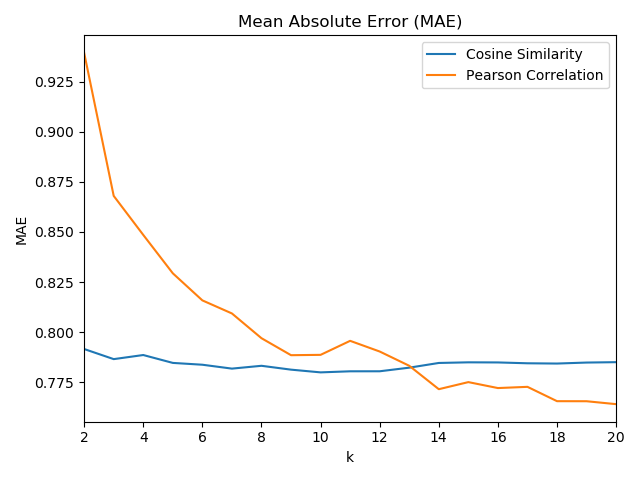 Mean Absolute Error (MAE)
Cosine Similarity
Pearson Correlation
0.925
0.900
0.875
0.850
0.825
0.800
0.775
MAE
2 4 6 8 10 12 14 16 18 20
k